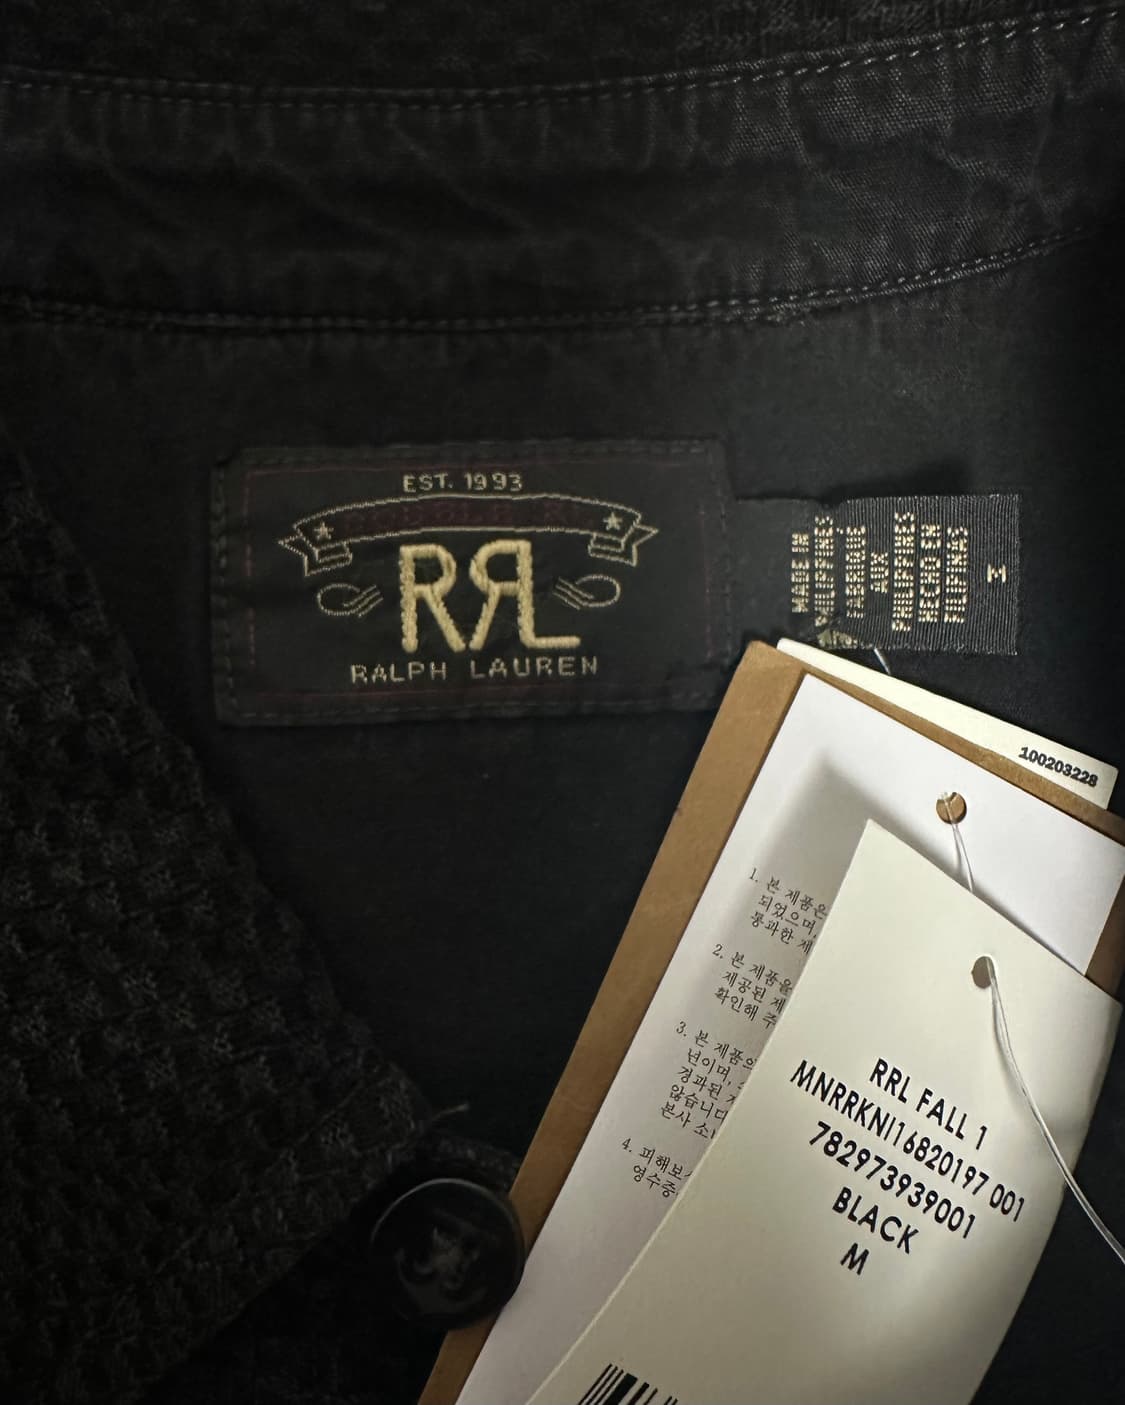 EST. 1993
DOUBLE RL
RRL
RALPH LAUREN
MADE IN
PHILIPPINES
FABRIQUÉ
AUX
PHILIPPINES
HECHO EN
FILIPINAS
M
100203228
1. 본 제품은
되었으며,
통과한 제
2. 본 제품을
제공된 제
확인해 주
3. 본 제품의
년이며,
경과된
않습니다
본사 소
4. 피해보
영수증
RRL FALL 1
MNRRKNI16820197 001
782973939001
BLACK
M